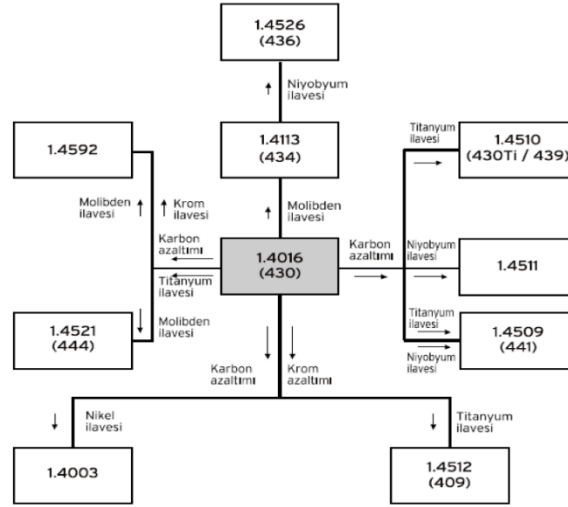 1.4526
(436)
Niyobyum
ilavesi
1.4592
1.4113
(434)
Titanyum
ilavesi
1.4510
(430Ti / 439)
Molibden
ilavesi
Krom
ilavesi
Molibden
ilavesi
Karbon
azaltımı
Titanyum
ilavesi
1.4016
(430)
Karbon
azaltımı
Niyobyum
ilavesi
1.4511
1.4521
(444)
Molibden
ilavesi
Titanyum
ilavesi
Niyobyum
ilavesi
1.4509
(441)
Karbon
azaltımı
Krom
azaltımı
Nikel
ilavesi
Titanyum
ilavesi
1.4003
1.4512
(409)